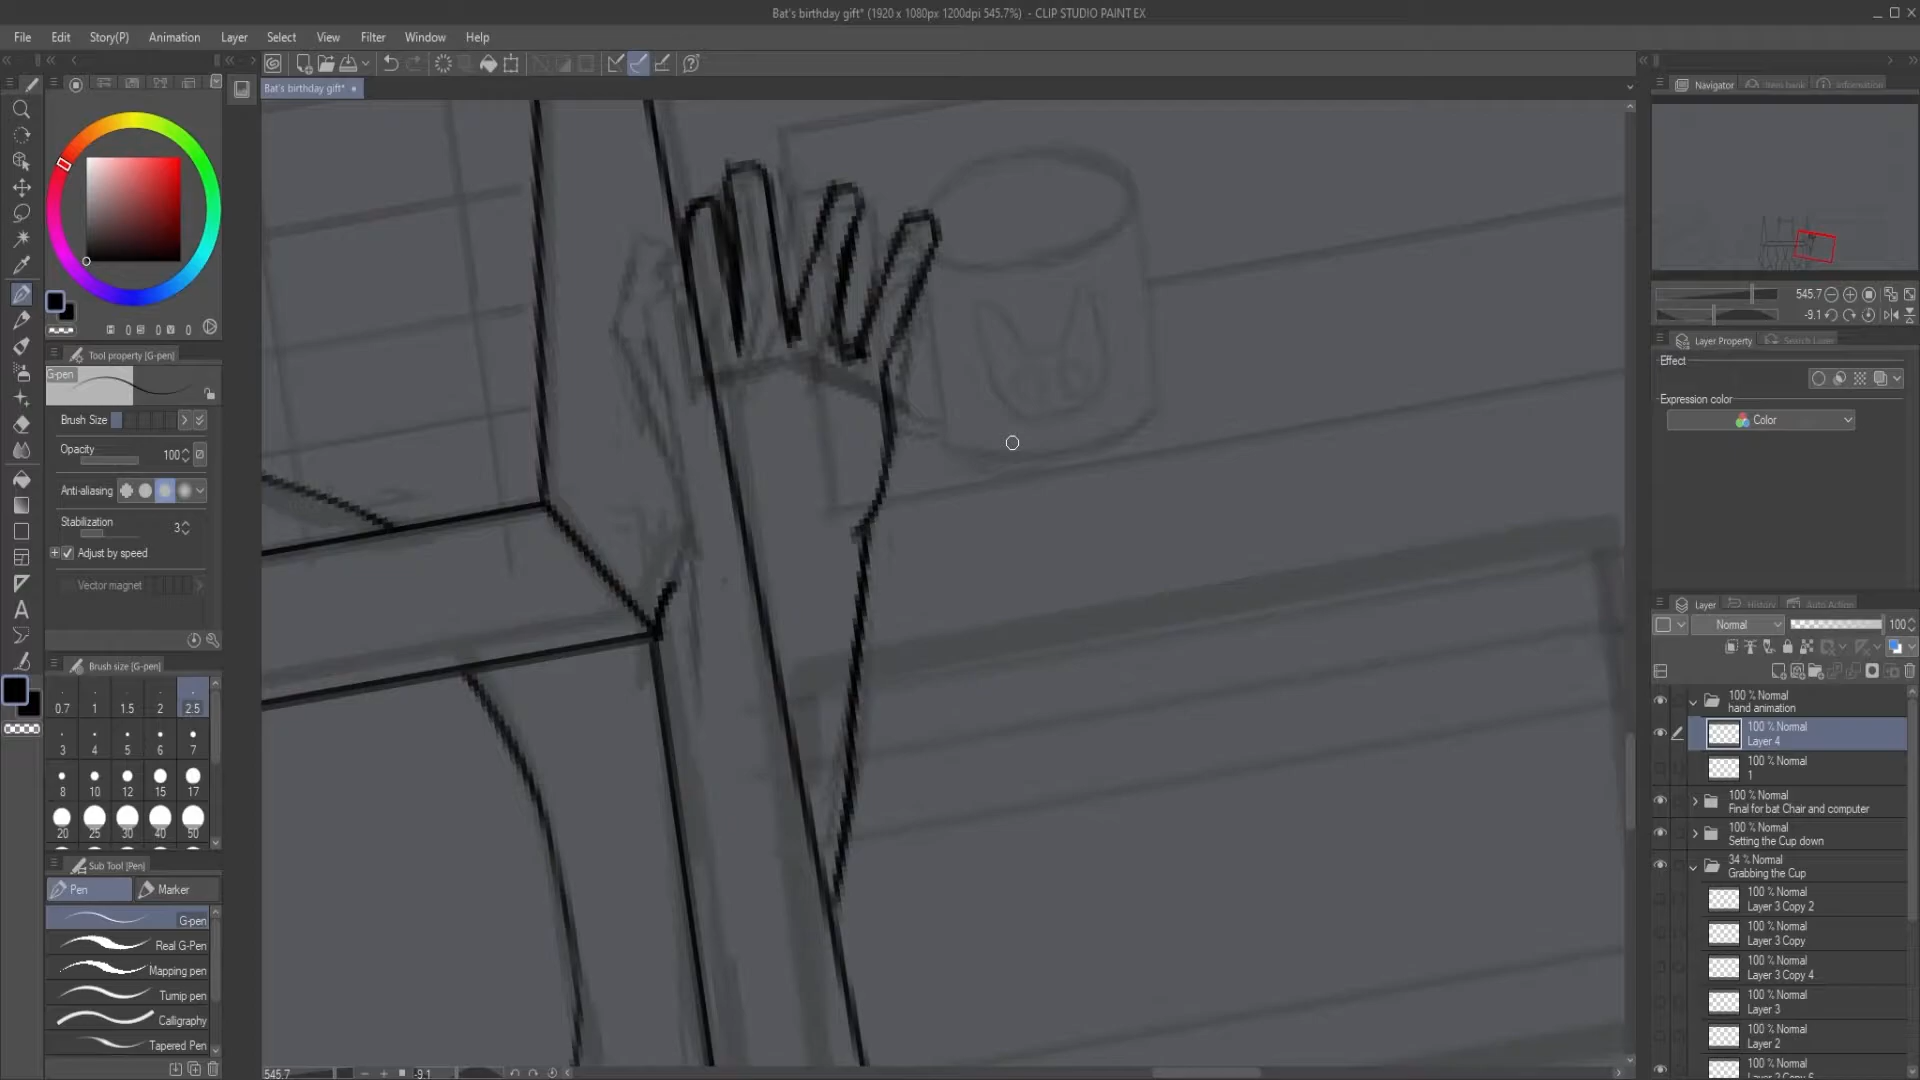 Bat's birthday gift* (1920 x 1080px 1200dpi 545.7%) - CLIP STUDIO PAINT EX
File Edit Story(P) Animation Layer Select View Filter Window Help
Bat's birthday gift*
Navigator Item bank Information
545.7
-9.1
Tool property [G-pen]
G-pen
Brush Size
Opacity 100
Anti-aliasing
Stabilization 3
Adjust by speed
Vector magnet
Brush size [G-pen]
0.7 1 1.5 2 2.5
3 4 5 6 7
8 10 12 15 17
20 25 30 40 50
Sub Tool [Pen]
Pen Marker
G-pen
Real G-Pen
Mapping pen
Turnip pen
Calligraphy
Tapered Pen
545.7 -9.1
Layer Property Search Layer
Effect
Expression color
Color
Layer History Auto Action
Normal 100
100 % Normal
hand animation
100 % Normal
Layer 4
100 % Normal
1
100 % Normal
Final for bat Chair and computer
100 % Normal
Setting the Cup down
34 % Normal
Grabbing the Cup
100 % Normal
Layer 3 Copy 2
100 % Normal
Layer 3 Copy
100 % Normal
Layer 3 Copy 4
100 % Normal
Layer 3
100 % Normal
Layer 2
100 % Normal